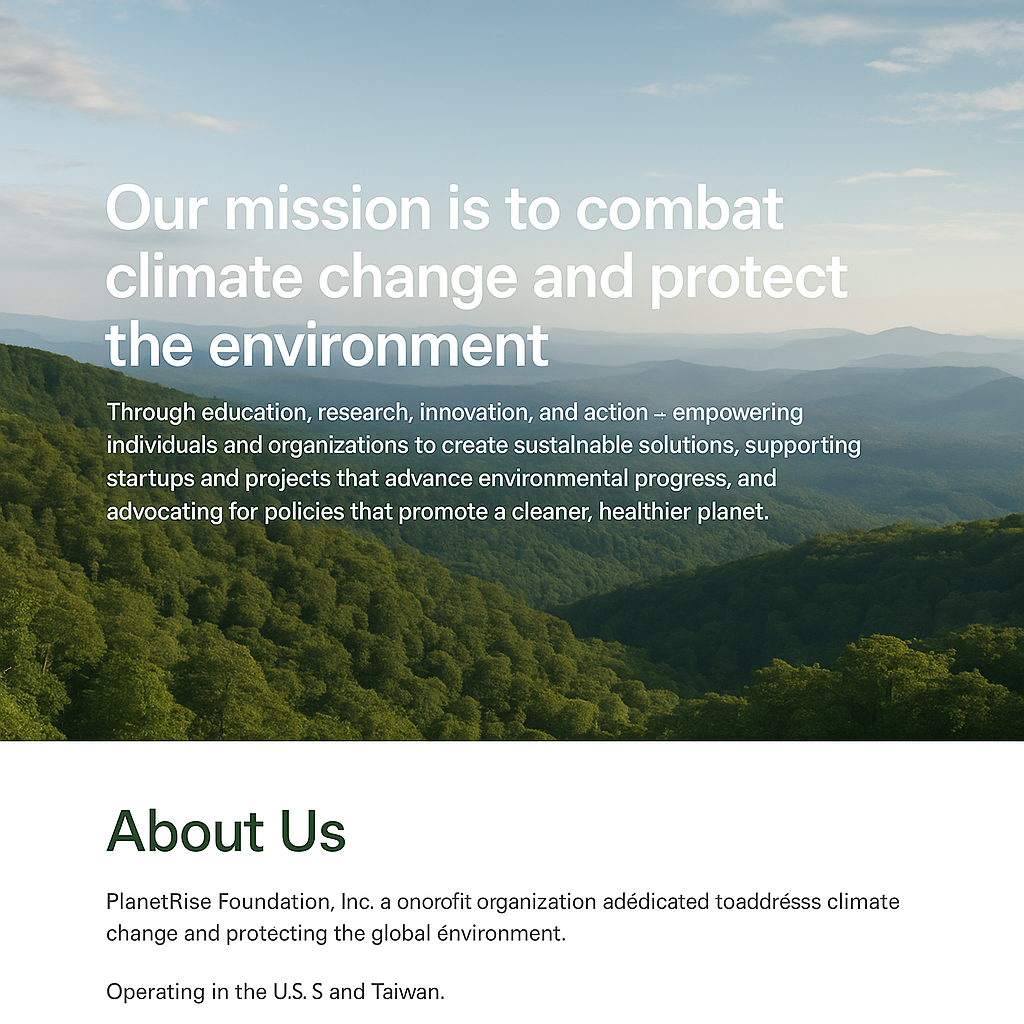 Our mission is to combat
climate change and protect
the environment
Through education, research, innovation, and action – empowering
individuals and organizations to create sustalnable solutions, supporting
startups and projects that advance environmental progress, and
advocating for policies that promote a cleaner, healthier planet.
About Us
PlanetRise Foundation, Inc. a onorofit organization adédicated toaddrésss climate
change and protécting the global énvironment.
Operating in the U.S. S and Taiwan.